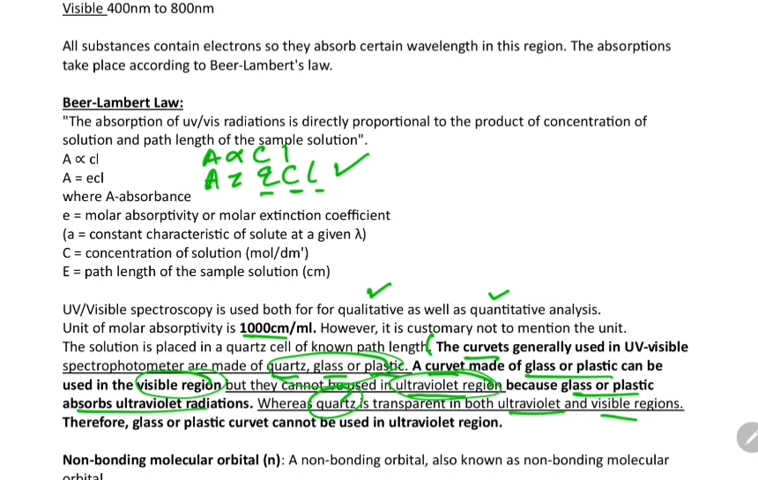 Visible 400nm to 800nm
All substances contain electrons so they absorb certain wavelength in this region. The absorptions
take place according to Beer-Lambert's law.
Beer-Lambert Law:
"The absorption of uv/vis radiations is directly proportional to the product of concentration of
solution and path length of the sample solution".
A ∝ cl
A ∝ C l
A = ecl
A = εCl ✓
where A-absorbance
e = molar absorptivity or molar extinction coefficient
(a = constant characteristic of solute at a given λ)
C = concentration of solution (mol/dm')
E = path length of the sample solution (cm)
UV/Visible spectroscopy is used both for for qualitative as well as quantitative analysis.
Unit of molar absorptivity is 1000cm/ml. However, it is customary not to mention the unit.
The solution is placed in a quartz cell of known path length. The curvets generally used in UV-visible
spectrophotometer are made of quartz, glass or plastic. A curvet made of glass or plastic can be
used in the visible region but they cannot be used in ultraviolet region because glass or plastic
absorbs ultraviolet radiations. Whereas quartz is transparent in both ultraviolet and visible regions.
Therefore, glass or plastic curvet cannot be used in ultraviolet region.
Non-bonding molecular orbital (n): A non-bonding orbital, also known as non-bonding molecular
orbital